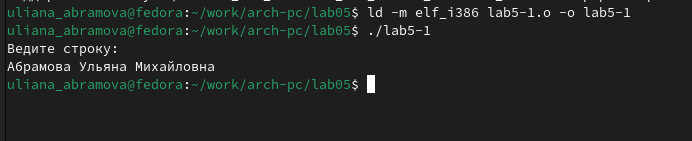 uliana_abramova@fedora:~/work/arch-pc/lab05$ ld -m elf_i386 lab5-1.o -o lab5-1
uliana_abramova@fedora:~/work/arch-pc/lab05$ ./lab5-1
Ведите строку:
Абрамова Ульяна Михайловна
uliana_abramova@fedora:~/work/arch-pc/lab05$